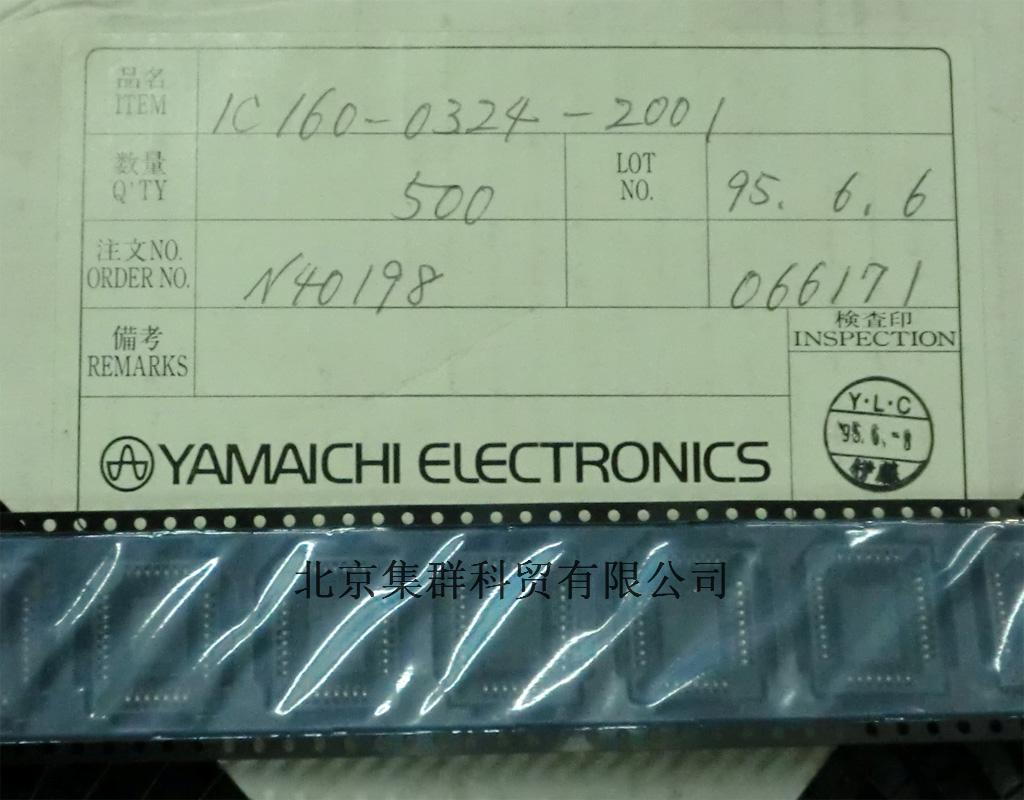 品名
ITEM
IC160-0324-2001
数量
Q'TY
500
LOT
NO.
95. 6. 6
注文NO.
ORDER NO.
N40198
066171
備考
REMARKS
検査印
INSPECTION
Y・L・C
'95.6.-8
伊藤
YAMAICHI ELECTRONICS
北京集群科贸有限公司